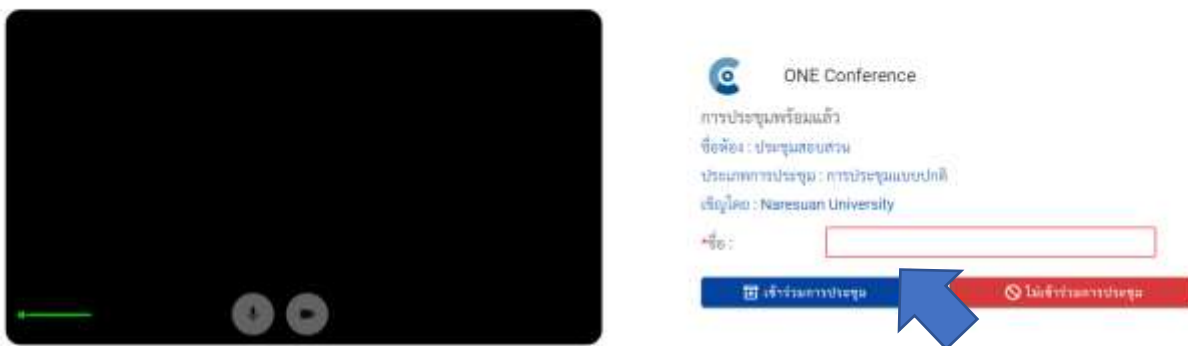 ONE Conference
การประชุมพร้อมแล้ว
ชื่อห้อง : ประชุมสอบสวน
ประเภทการประชุม : การประชุมแบบปกติ
เชิญโดย : Naresuan University
*ชื่อ :
เข้าร่วมการประชุม
ไม่เข้าร่วมการประชุม